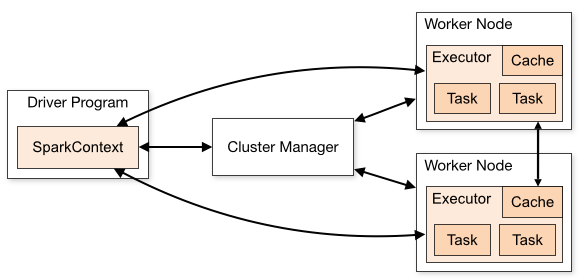 Driver Program
SparkContext
Cluster Manager
Worker Node
Executor
Cache
Task
Task
Worker Node
Executor
Cache
Task
Task